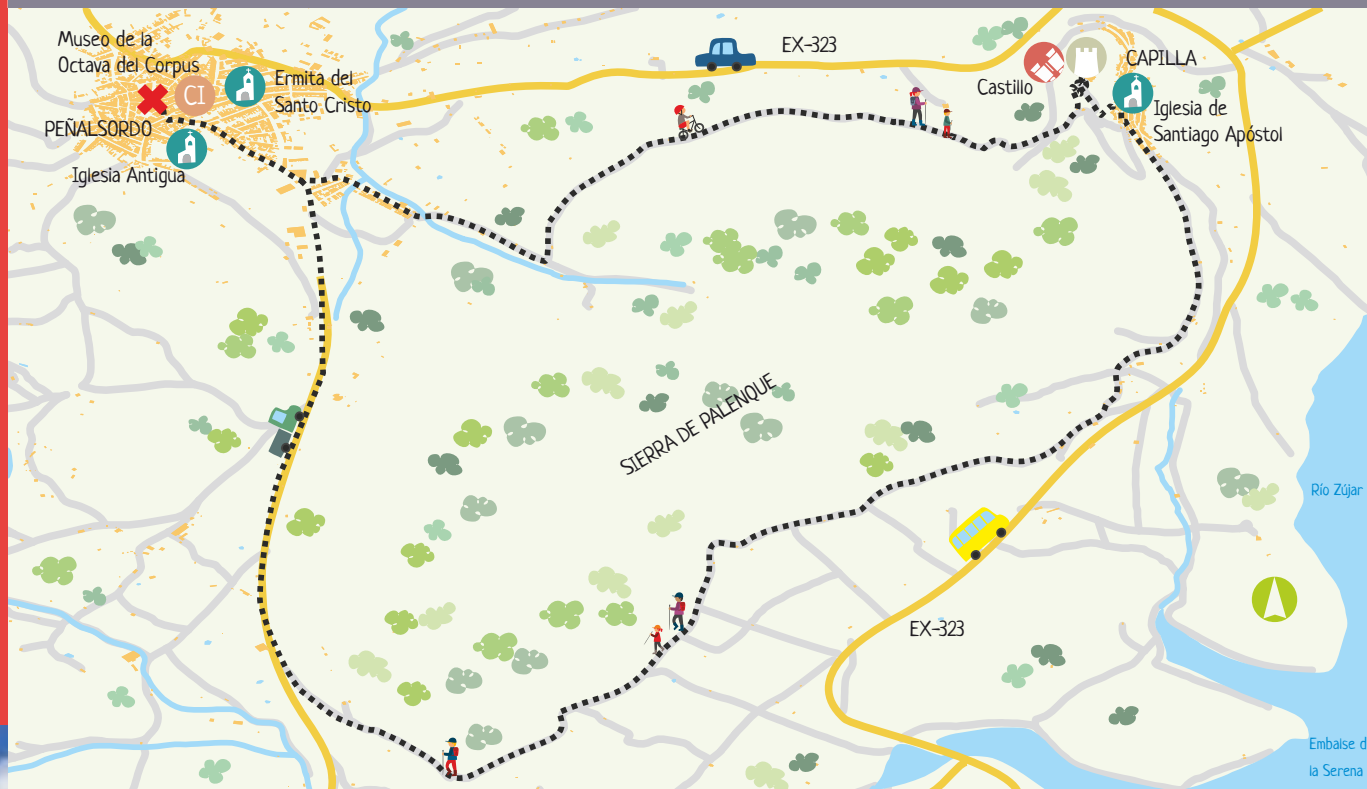 Museo de la
Octava del Corpus
CI
Ermita del
Santo Cristo
PEÑALSORDO
Iglesia Antigua
EX-323
CAPILLA
Castillo
Iglesia de
Santiago Apóstol
SIERRA DE PALENQUE
Río Zújar
EX-323
Embalse d
la Serena